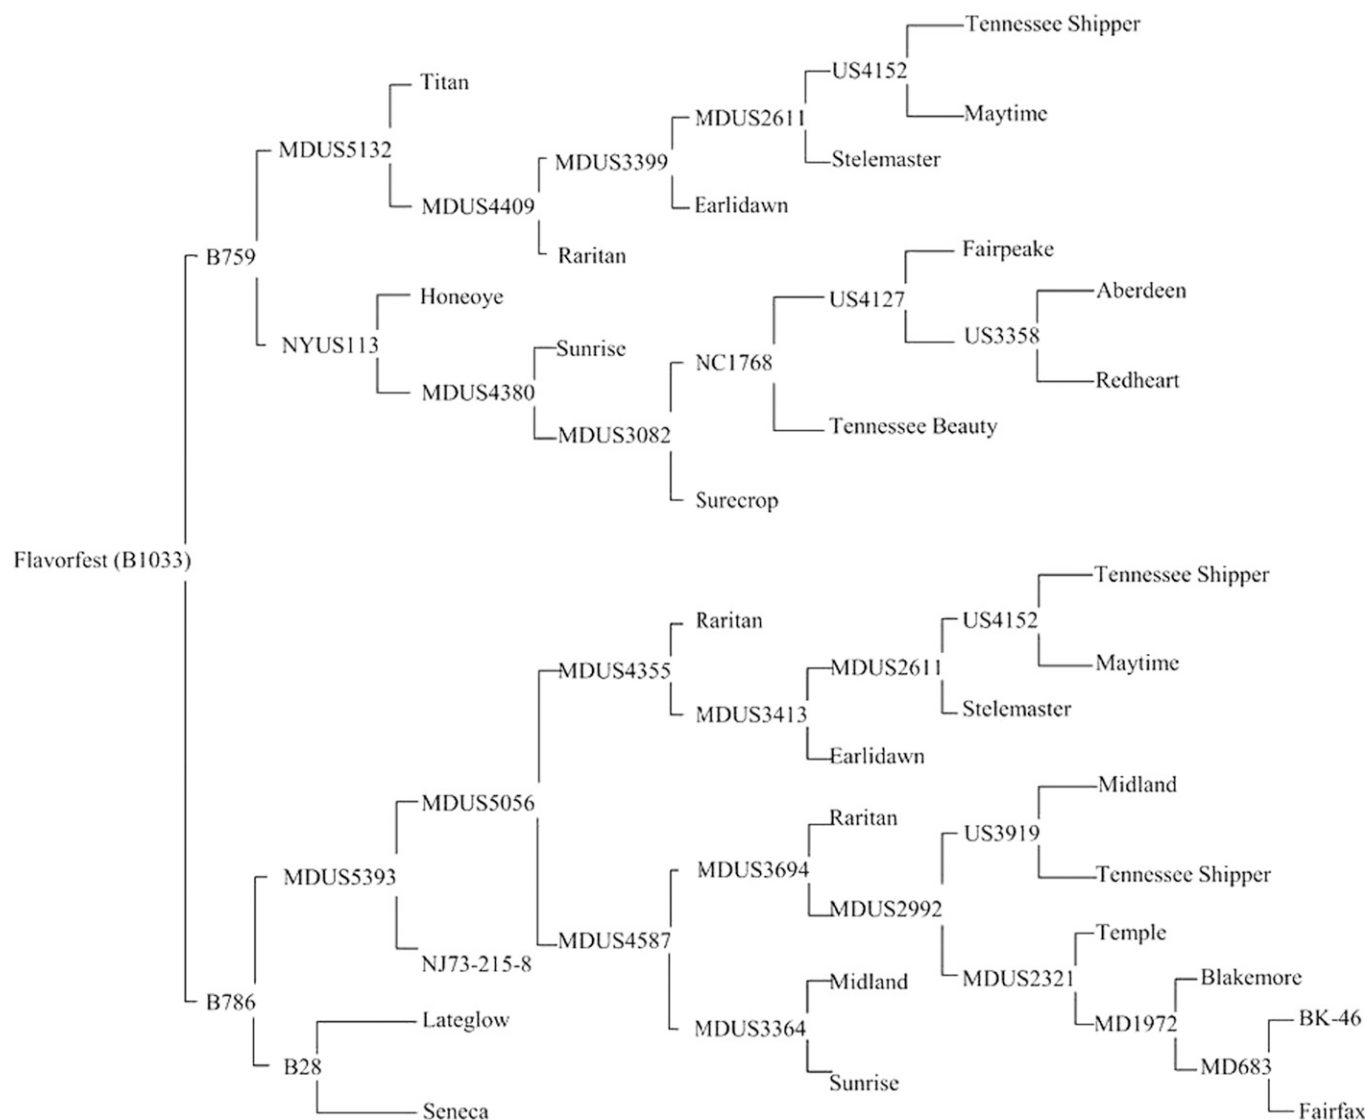 Tennessee Shipper
US4152
Titan
MDUS2611
Maytime
MDUS5132
MDUS3399
Stelemaster
MDUS4409
Earlidawn
B759
Raritan
Fairpeake
Honeoye
US4127
Aberdeen
NYUS113
Sunrise
NC1768
US3358
MDUS4380
Redheart
MDUS3082
Tennessee Beauty
Surecrop
Flavorfest (B1033)
Tennessee Shipper
Raritan
US4152
MDUS4355
MDUS2611
Maytime
MDUS3413
Stelemaster
Earlidawn
MDUS5056
Raritan
Midland
US3919
MDUS5393
MDUS3694
Tennessee Shipper
MDUS2992
MDUS4587
Temple
NJ73-215-8
Midland
MDUS2321
Blakemore
B786
Lateglow
MDUS3364
MD1972
BK-46
B28
Sunrise
MD683
Seneca
Fairfax